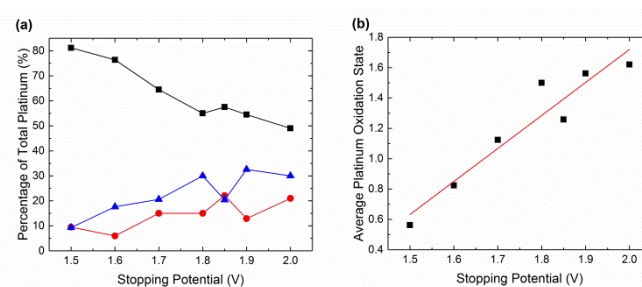 (a)
Percentage of Total Platinum (%)
80
70
60
50
40
30
20
10
0
1.5 1.6 1.7 1.8 1.9 2.0
Stopping Potential (V)
(b)
Average Platinum Oxidation State
1.8
1.6
1.4
1.2
1.0
0.8
0.6
0.4
1.5 1.6 1.7 1.8 1.9 2.0
Stopping Potential (V)